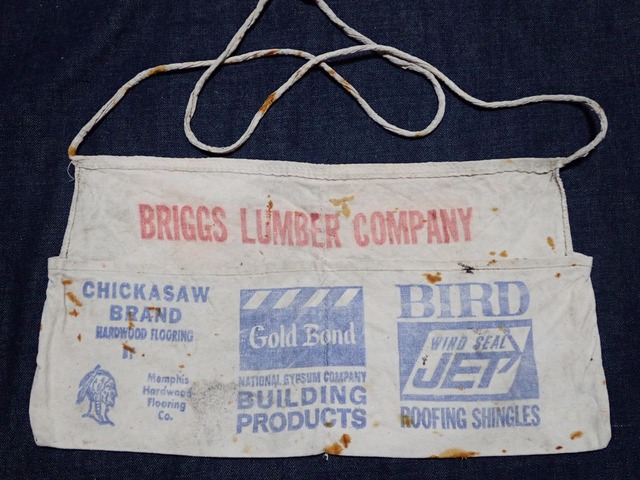 BRIGGS LUMBER COMPANY
CHICKASAW
BRAND
HARDWOOD FLOORING
Memphis
Hardwood
Flooring
Co.
Gold Bond
NATIONAL GYPSUM COMPANY
BUILDING
PRODUCTS
BIRD
WIND SEAL
JET
ROOFING SHINGLES